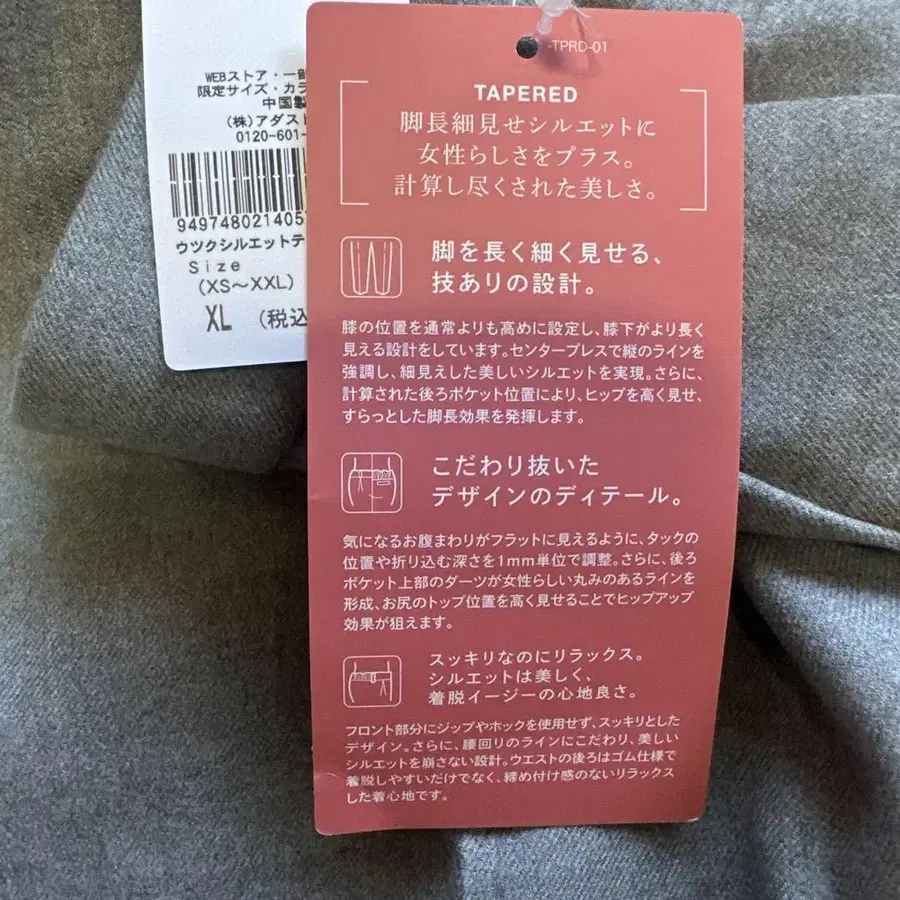 WEBストア・一部
限定サイズ・カラ
中国製
(株)アダスト
0120-601-
949748021405
ウツクシルエットテ
Size
(XS〜XXL)
XL (税込
-TPRD-01
TAPERED
脚長細見せシルエットに
女性らしさをプラス。
計算し尽くされた美しさ。
脚を長く細く見せる、
技ありの設計。
膝の位置を通常よりも高めに設定し、膝下がより長く
見える設計をしています。センタープレスで縦のラインを
強調し、細見えした美しいシルエットを実現。さらに、
計算された後ろポケット位置により、ヒップを高く見せ、
すらっとした脚長効果を発揮します。
こだわり抜いた
デザインのディテール。
気になるお腹まわりがフラットに見えるように、タックの
位置や折り込む深さを1mm単位で調整。さらに、後ろ
ポケット上部のダーツが女性らしい丸みのあるラインを
形成、お尻のトップ位置を高く見せることでヒップアップ
効果が狙えます。
スッキリなのにリラックス。
シルエットは美しく、
着脱イージーの心地良さ。
フロント部分にジップやホックを使用せず、スッキリとした
デザイン。さらに、腰回りのラインにこだわり、美しい
シルエットを崩さない設計。ウエストの後ろはゴム仕様で
着脱しやすいだけでなく、締め付け感のないリラックス
した着心地です。